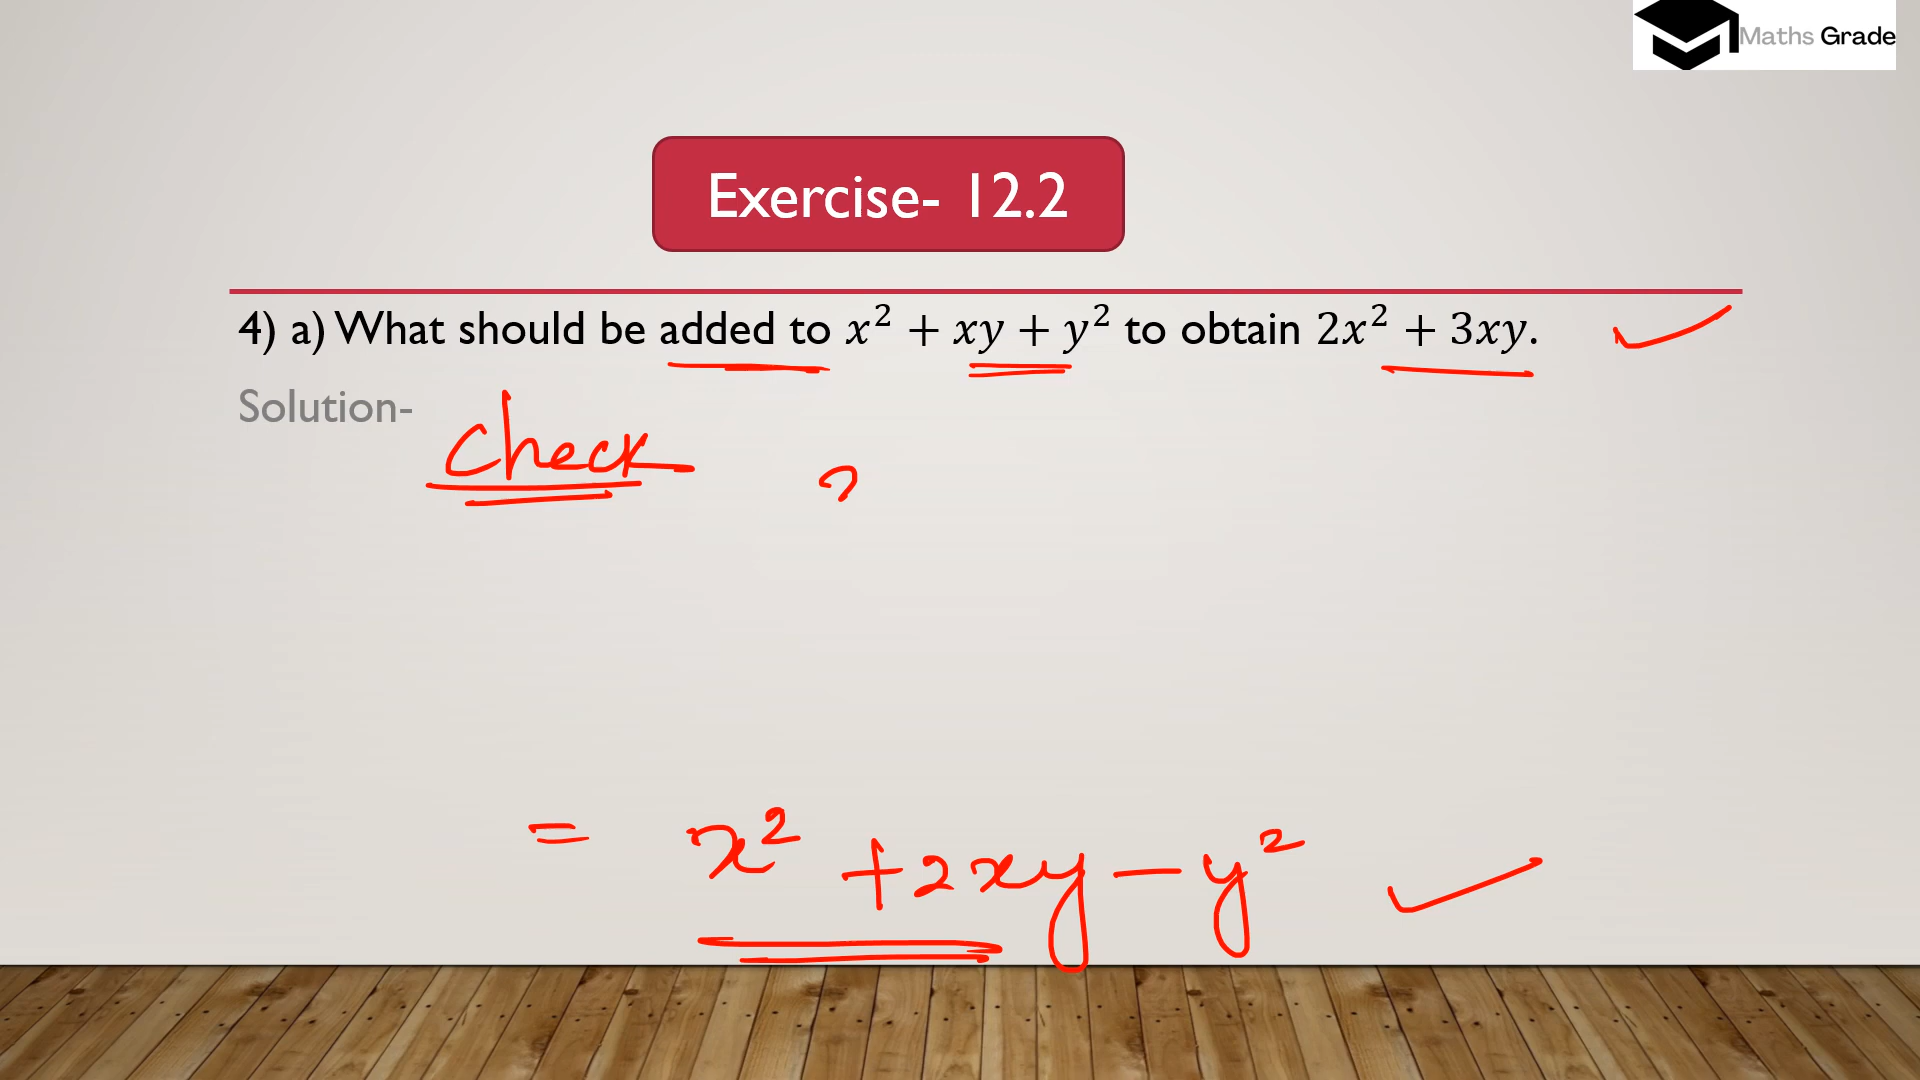 Maths Grade
Exercise- 12.2
4) a) What should be added to x² + xy + y² to obtain 2x² + 3xy.
Solution-
Check ?
= x² + 2xy − y²